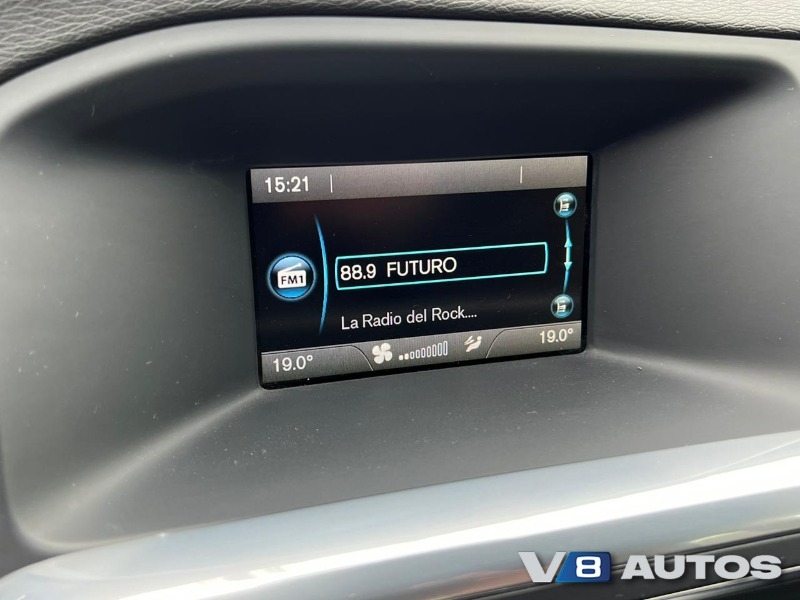 15:21
FM1
88.9 FUTURO
La Radio del Rock....
19.0°
19.0°
V8 AUTOS